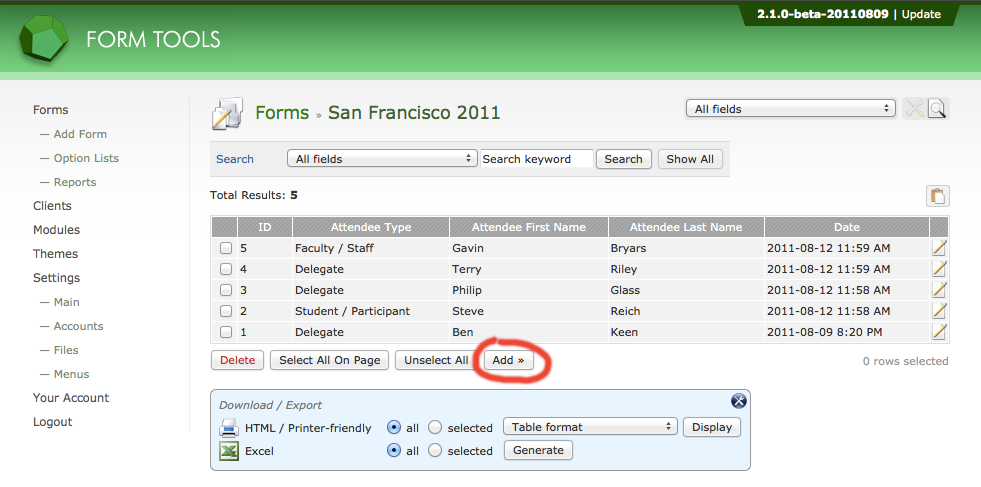 2.1.0-beta-20110809 | Update
FORM TOOLS
Forms
— Add Form
— Option Lists
— Reports
Clients
Modules
Themes
Settings
— Main
— Accounts
— Files
— Menus
Your Account
Logout
Forms » San Francisco 2011
All fields
Search All fields Search keyword Search Show All
Total Results: 5
ID Attendee Type Attendee First Name Attendee Last Name Date
5 Faculty / Staff Gavin Bryars 2011-08-12 11:59 AM
4 Delegate Terry Riley 2011-08-12 11:59 AM
3 Delegate Philip Glass 2011-08-12 11:58 AM
2 Student / Participant Steve Reich 2011-08-12 11:58 AM
1 Delegate Ben Keen 2011-08-09 8:20 PM
Delete Select All On Page Unselect All Add » 0 rows selected
Download / Export
HTML / Printer-friendly all selected Table format Display
Excel all selected Generate